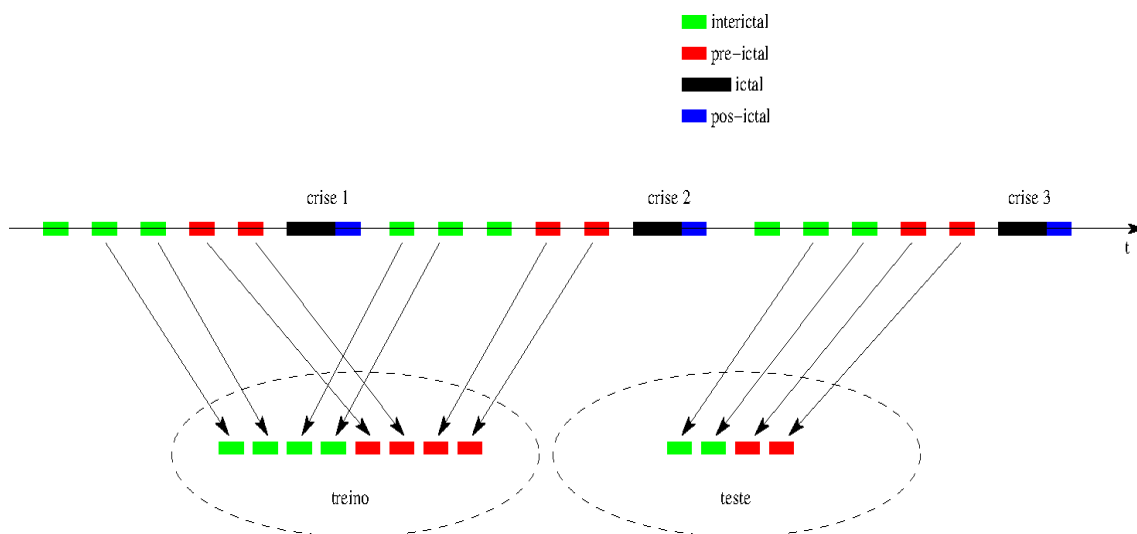 interictal
pre-ictal
ictal
pos-ictal
crise 1
crise 2
crise 3
t
treino
teste